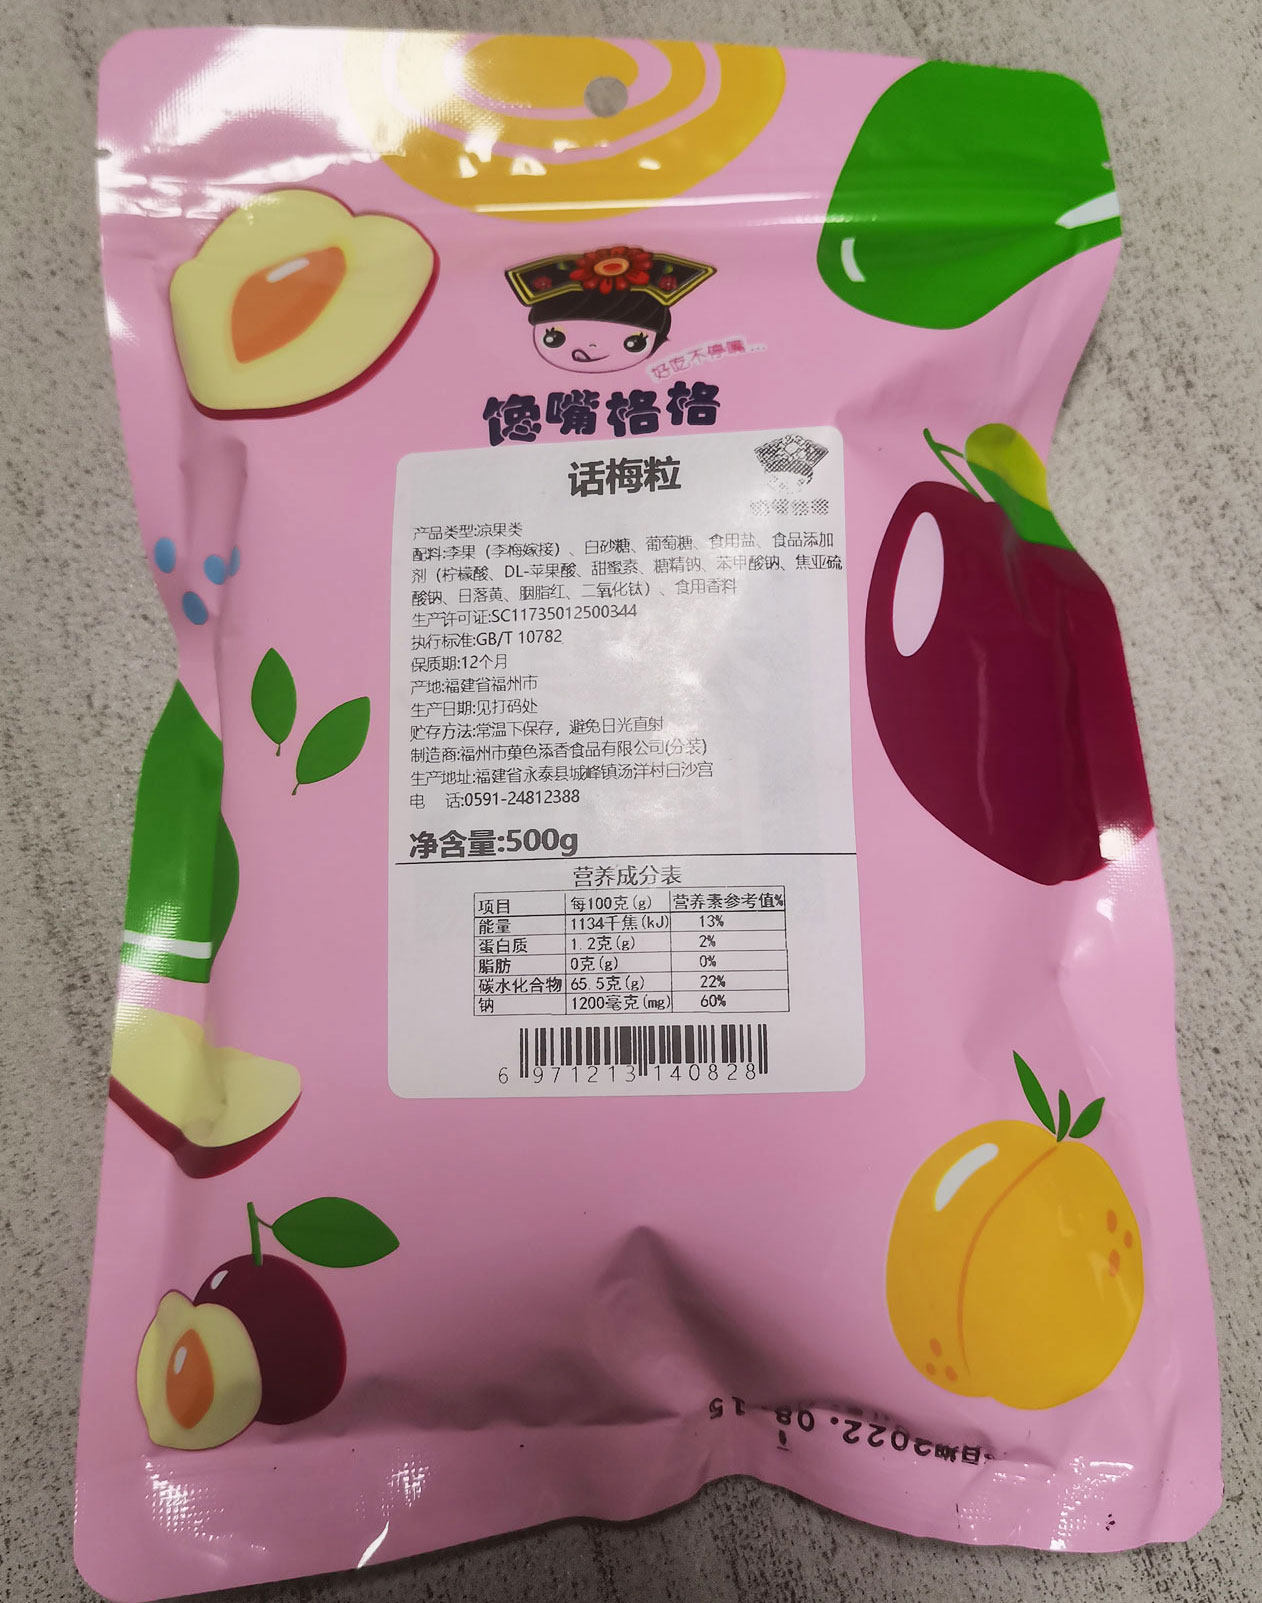 好吃不停嘴...
馋嘴格格
话梅粒
产品类型:凉果类
配料:李果（李梅嫁接）、白砂糖、葡萄糖、食用盐、食品添加
剂（柠檬酸、DL-苹果酸、甜蜜素、糖精钠、苯甲酸钠、焦亚硫
酸钠、日落黄、胭脂红、二氧化钛）、食用香料
生产许可证:SC11735012500344
执行标准:GB/T 10782
保质期:12个月
产地:福建省福州市
生产日期:见打码处
贮存方法:常温下保存，避免日光直射
制造商:福州市菓色添香食品有限公司(分装)
生产地址:福建省永泰县城峰镇汤洋村白沙宫
电 话:0591-24812388
净含量:500g
营养成分表
项目 每100克(g) 营养素参考值%
能量 1134千焦(kJ) 13%
蛋白质 1.2克(g) 2%
脂肪 0克(g) 0%
碳水化合物 65.5克(g) 22%
钠 1200毫克(mg) 60%
6 971213 140828
日期2022.08.15